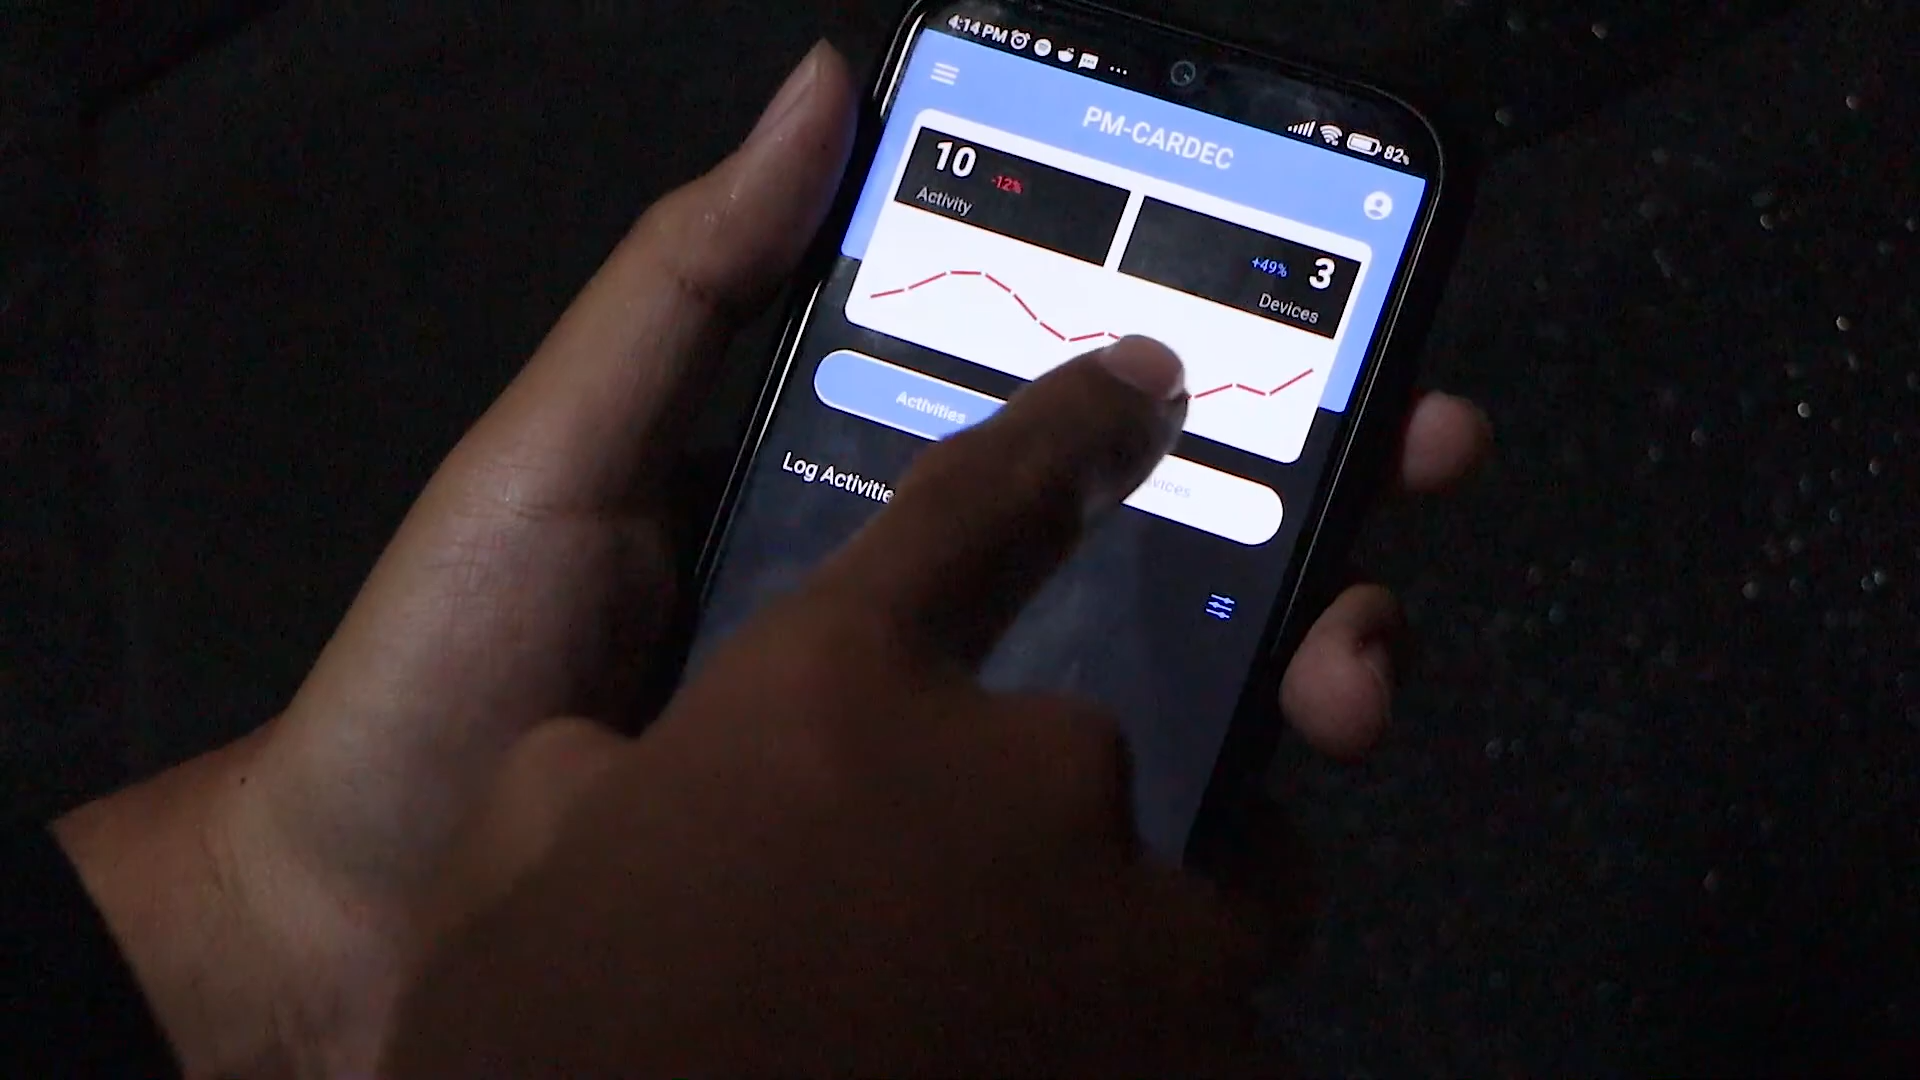 4:14 PM
82%
PM-CARDEC
10 -12%
Activity
+49% 3
Devices
Activities
Log Activitie